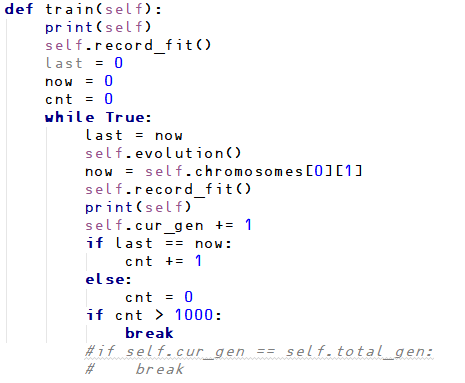 def train(self):
    print(self)
    self.record_fit()
    last = 0
    now = 0
    cnt = 0
    while True:
        last = now
        self.evolution()
        now = self.chromosomes[0][1]
        self.record_fit()
        print(self)
        self.cur_gen += 1
        if last == now:
            cnt += 1
        else:
            cnt = 0
        if cnt > 1000:
            break
        #if self.cur_gen == self.total_gen:
        #    break